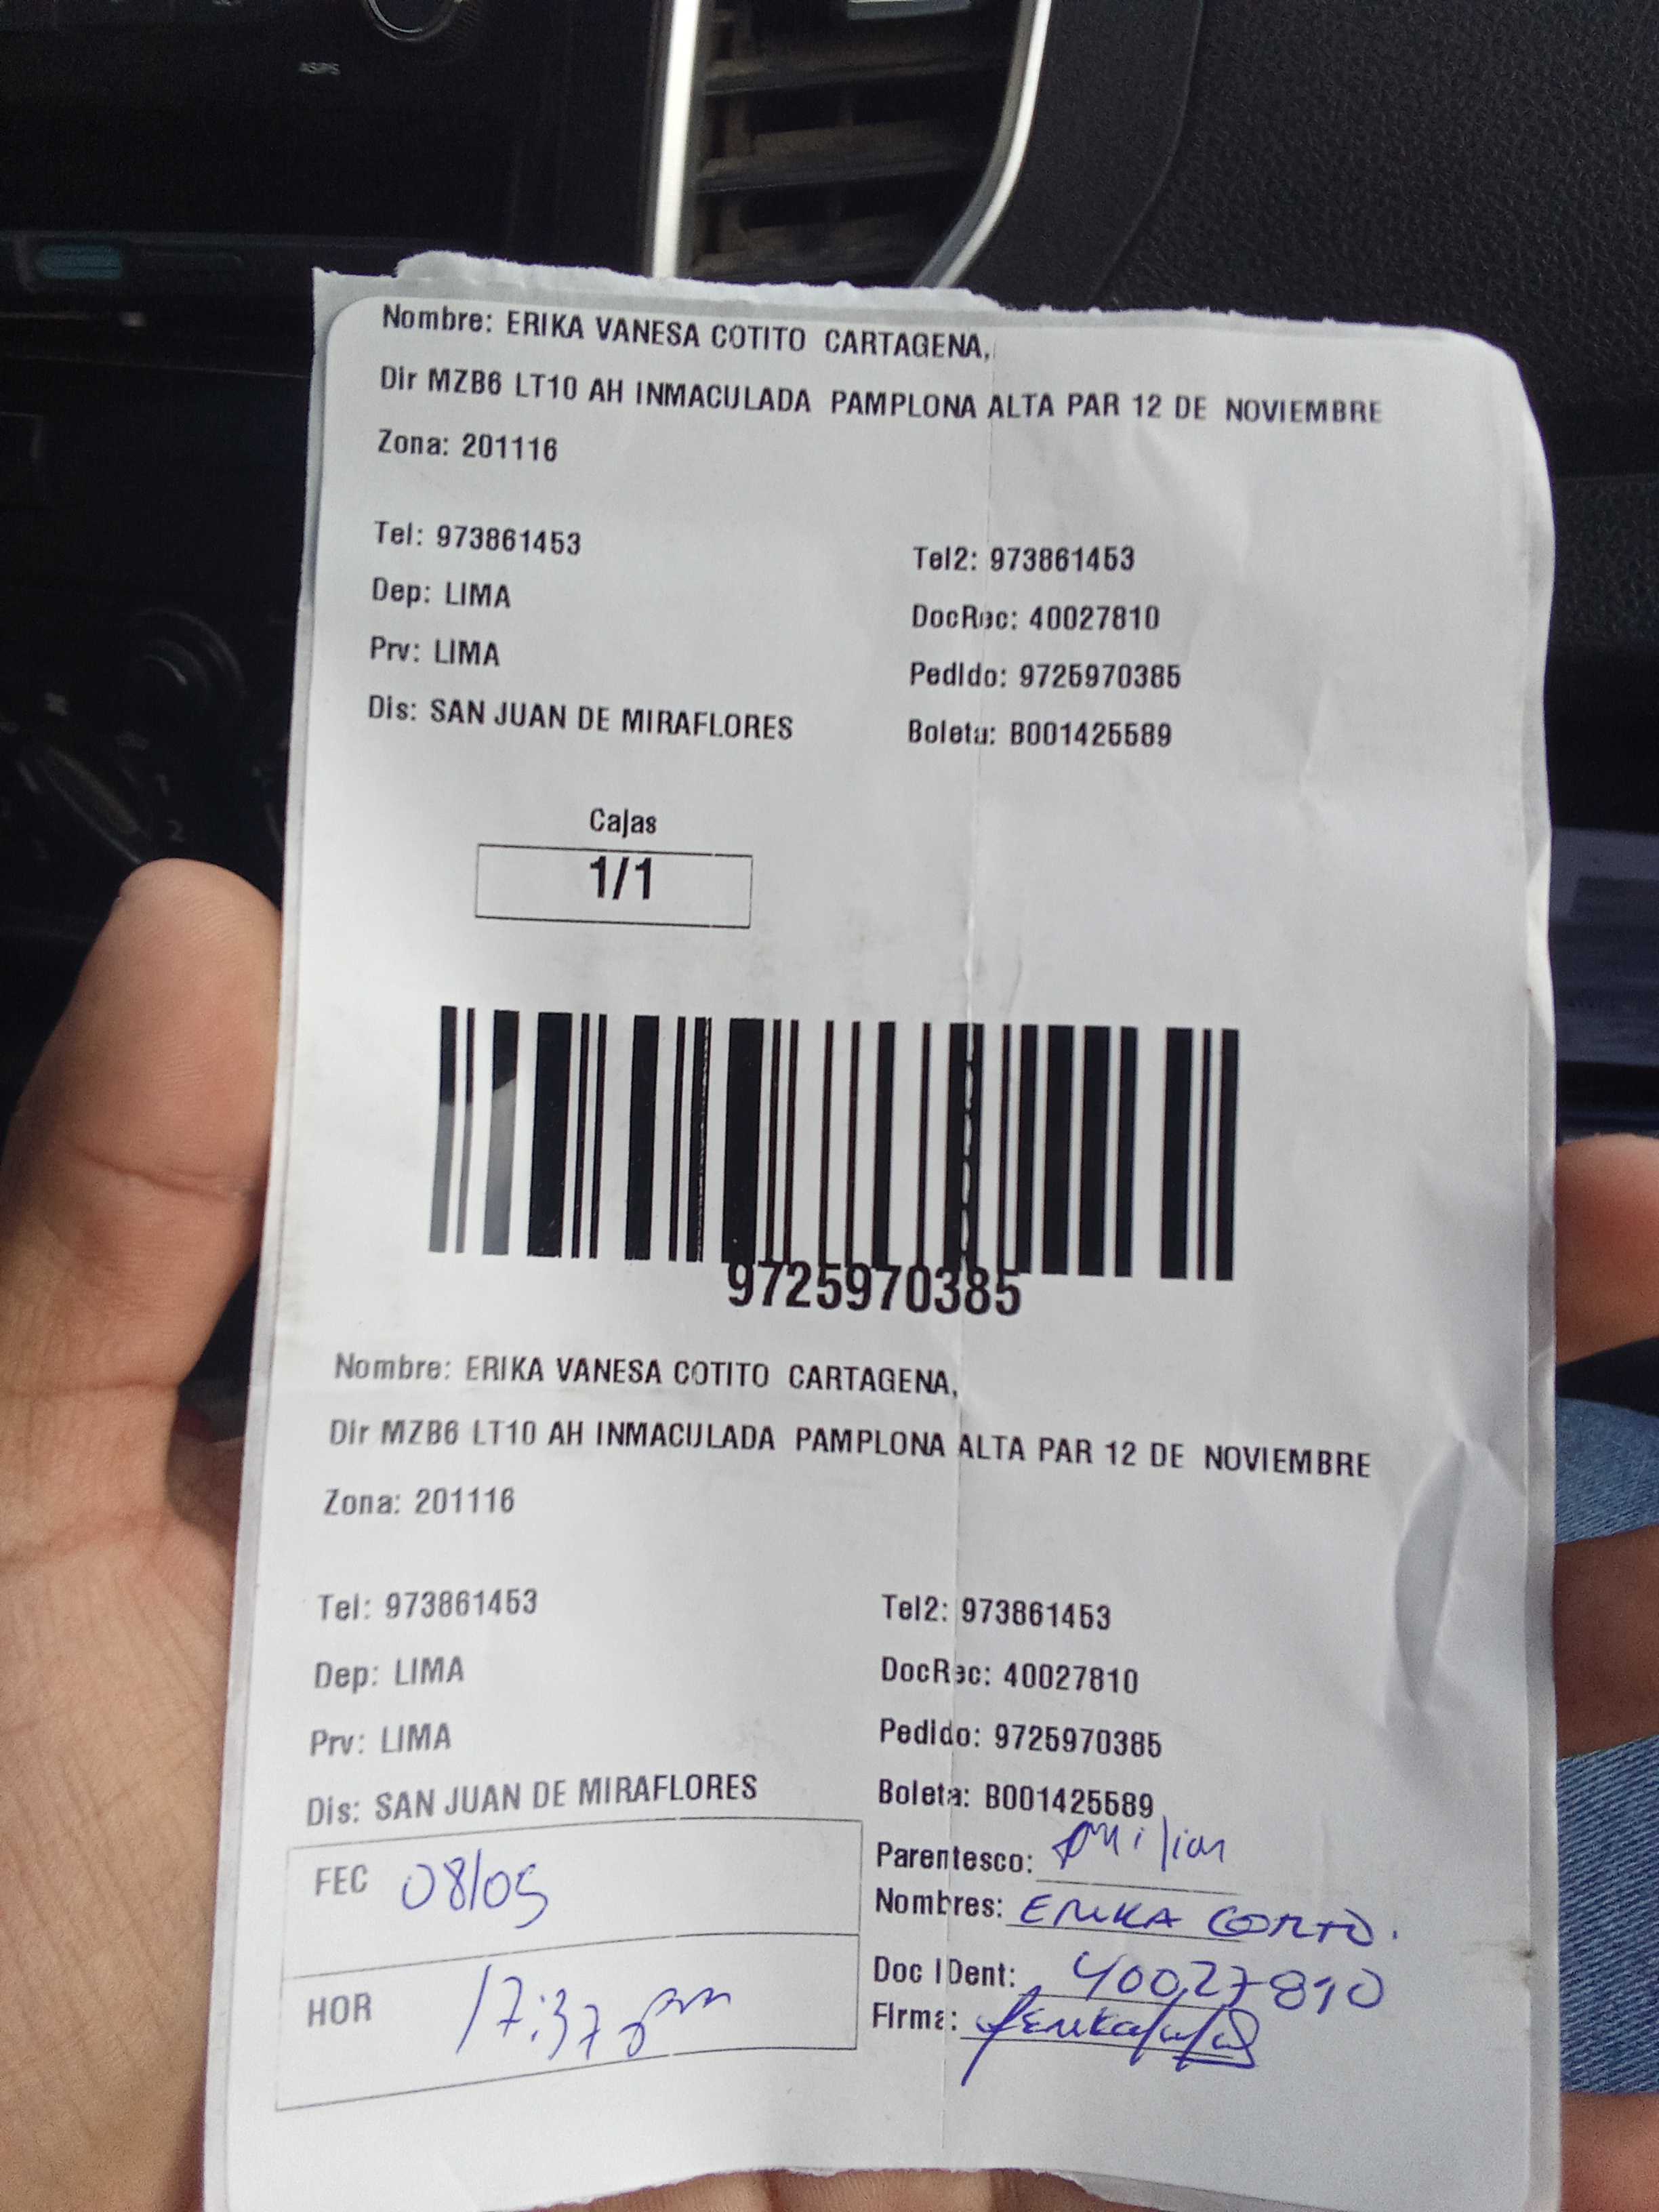 Nombre: ERIKA VANESA COTITO CARTAGENA,
Dir MZB6 LT10 AH INMACULADA PAMPLONA ALTA PAR 12 DE NOVIEMBRE
Zona: 201116
Tel: 973861453
Tel2: 973861453
Dep: LIMA
DocRec: 40027810
Prv: LIMA
Pedido: 9725970385
Dis: SAN JUAN DE MIRAFLORES
Boleta: B001425589
Cajas
1/1
9725970385
Nombre: ERIKA VANESA COTITO CARTAGENA,
Dir MZB6 LT10 AH INMACULADA PAMPLONA ALTA PAR 12 DE NOVIEMBRE
Zona: 201116
Tel: 973861453
Tel2: 973861453
Dep: LIMA
DocRec: 40027810
Prv: LIMA
Pedido: 9725970385
Dis: SAN JUAN DE MIRAFLORES
Boleta: B001425589
FEC 08/05
Parentesco:
Nombres: ERIKA
HOR 17:37 pm
Doc IDent: 40027810
Firma: